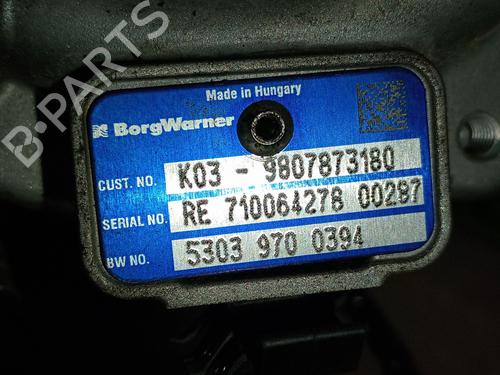 B-PARTS
Made in Hungary
BorgWarner
CUST. NO. K03 - 9807873180
SERIAL NO. RE 710064278 00287
BW NO. 5303 970 0394